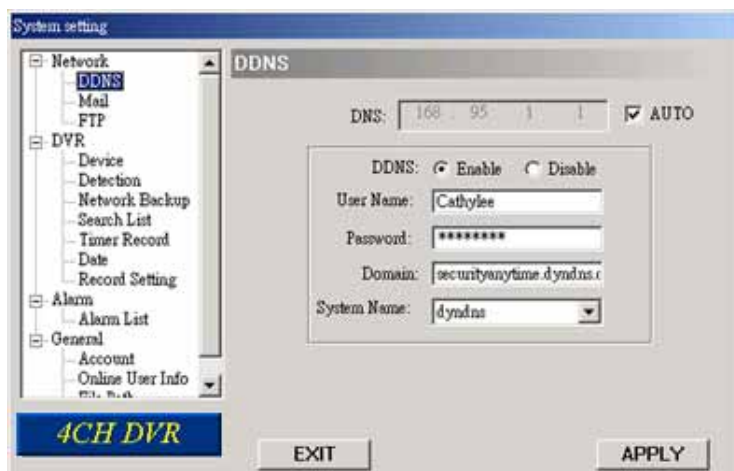 System setting
Network
DDNS
Mail
FTP
DVR
Device
Detection
Network Backup
Search List
Timer Record
Date
Record Setting
Alarm
Alarm List
General
Account
Online User Info
4CH DVR
DDNS
DNS: 168 . 95 1 1 AUTO
DDNS: Enable Disable
User Name: Cathylee
Password: ********
Domain: securityanytime.dyndns.
System Name: dyndns
EXIT
APPLY